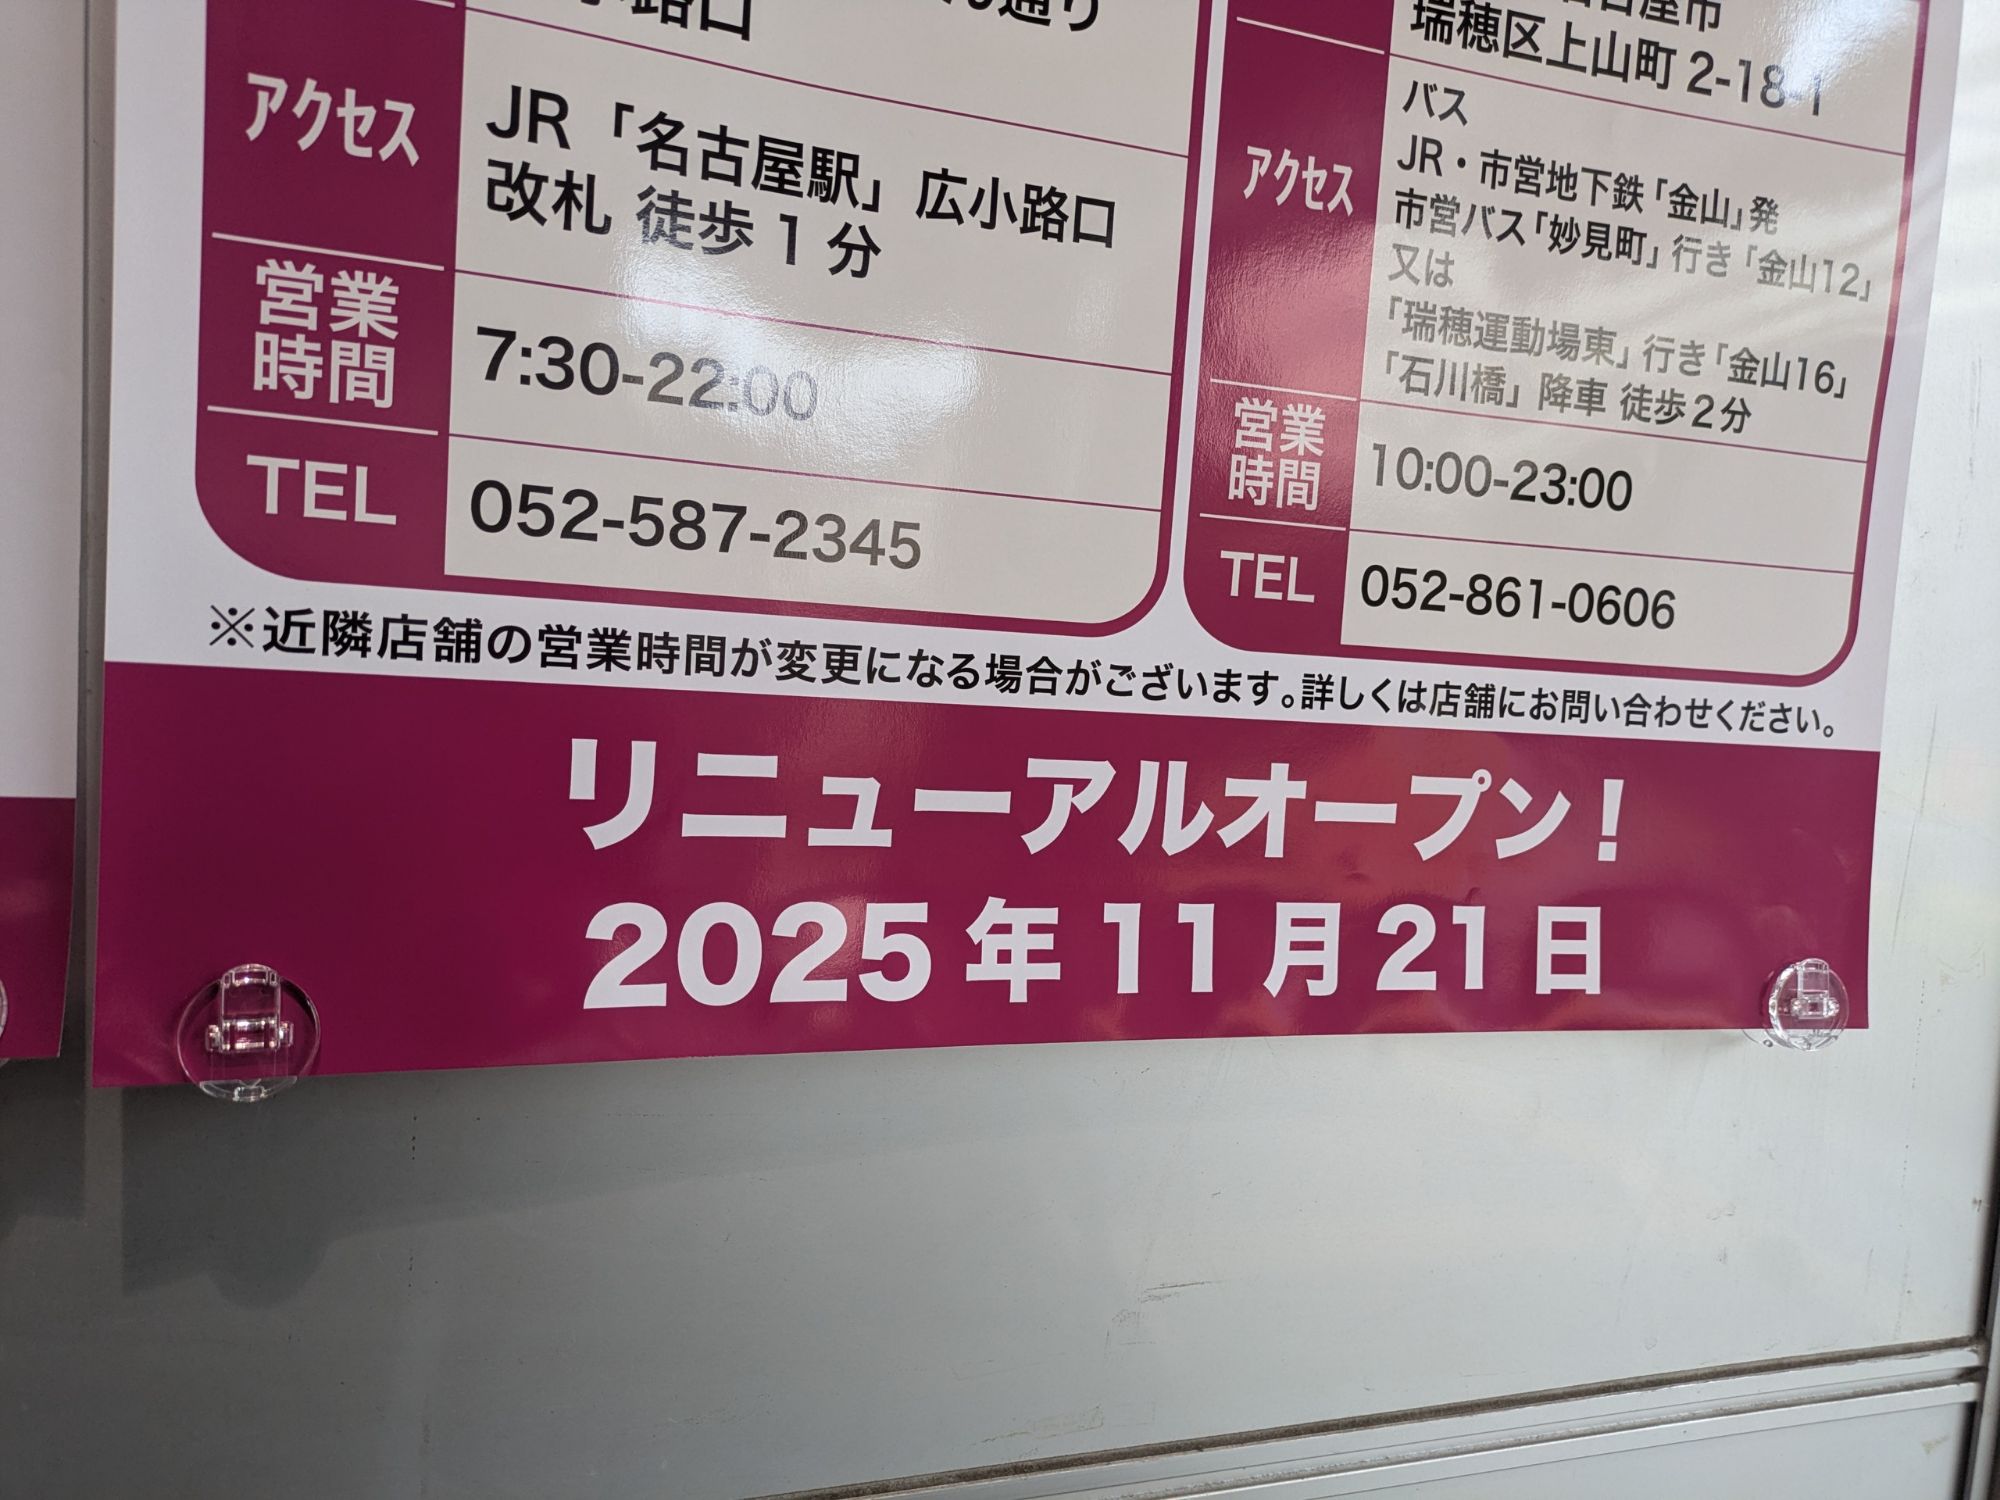 小路口
通り
アクセス
JR「名古屋駅」広小路口
改札 徒歩1分
営業
時間
7:30-22:00
TEL
052-587-2345
屋市
瑞穂区上山町 2-18-1
アクセス
バス
JR・市営地下鉄「金山」発
市営バス「妙見町」行き「金山12」
又は
「瑞穂運動場東」行き「金山16」
「石川橋」降車 徒歩2分
営業
時間
10:00-23:00
TEL
052-861-0606
※近隣店舗の営業時間が変更になる場合がございます。詳しくは店舗にお問い合わせください。
リニューアルオープン！
2025年11月21日